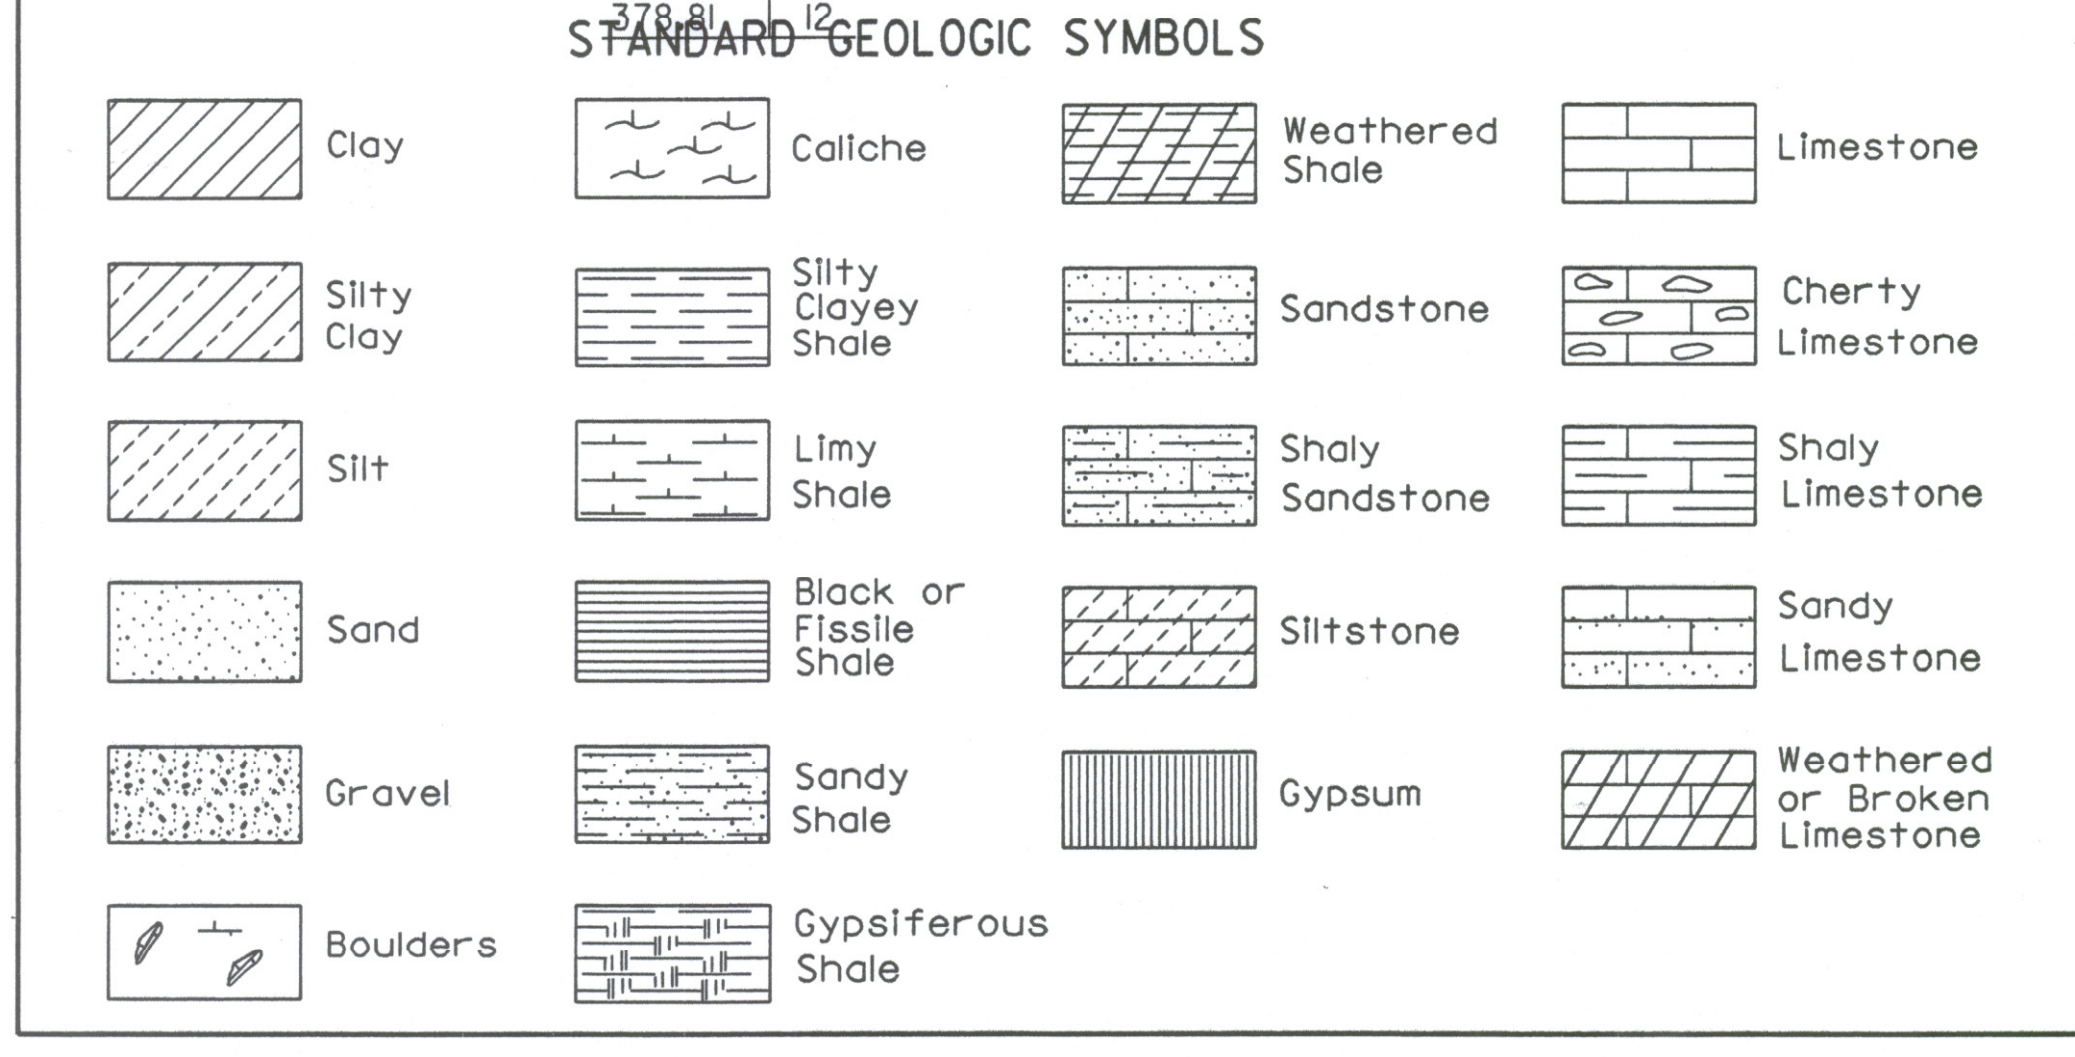 378.81 12
STANDARD GEOLOGIC SYMBOLS
Clay
Silty
Clay
Silt
Sand
Gravel
Boulders
Caliche
Silty
Clayey
Shale
Limy
Shale
Black or
Fissile
Shale
Sandy
Shale
Gypsiferous
Shale
Weathered
Shale
Sandstone
Shaly
Sandstone
Siltstone
Gypsum
Limestone
Cherty
Limestone
Shaly
Limestone
Sandy
Limestone
Weathered
or Broken
Limestone